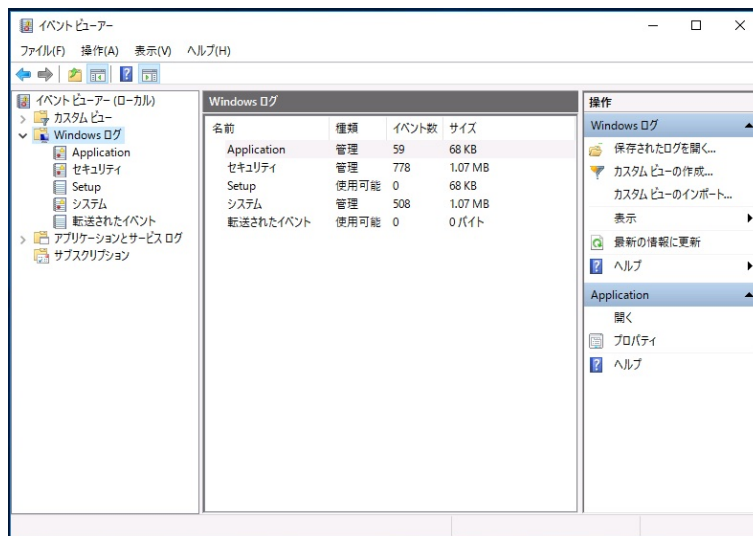 イベント ビューアー
ファイル(F) 操作(A) 表示(V) ヘルプ(H)
イベント ビューアー (ローカル)
カスタム ビュー
Windows ログ
Application
セキュリティ
Setup
システム
転送されたイベント
アプリケーションとサービス ログ
サブスクリプション
Windows ログ
名前 種類 イベント数 サイズ
Application 管理 59 68 KB
セキュリティ 管理 778 1.07 MB
Setup 使用可能 0 68 KB
システム 管理 508 1.07 MB
転送されたイベント 使用可能 0 0 バイト
操作
Windows ログ
保存されたログを開く...
カスタム ビューの作成...
カスタム ビューのインポート...
表示
最新の情報に更新
ヘルプ
Application
開く
プロパティ
ヘルプ